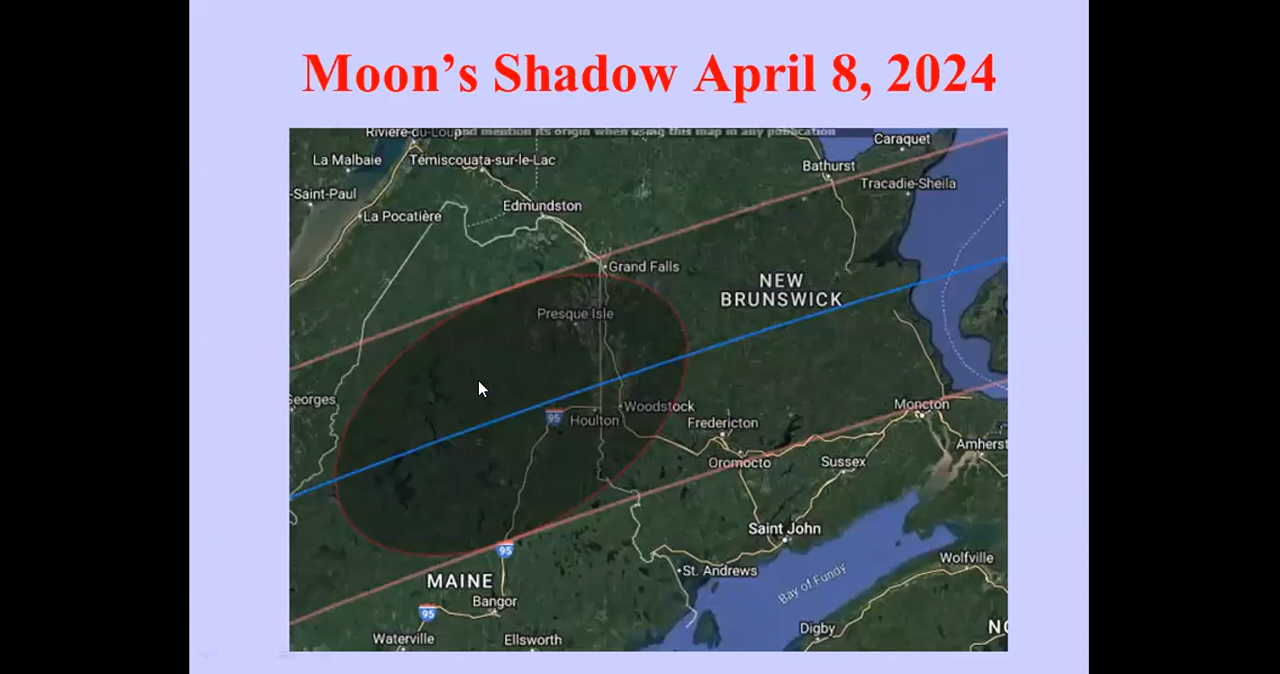 Moon's Shadow April 8, 2024
Rivière-du-Loup
and mention its origin when using this map in any publication
Caraquet
La Malbaie
Témiscouata-sur-le-Lac
Bathurst
Tracadie-Sheila
-Saint-Paul
La Pocatière
Edmundston
Grand Falls
NEW
BRUNSWICK
Presque Isle
eorges
95
Houlton
Woodstock
Fredericton
Moncton
Oromocto
Sussex
Amherst
Saint John
95
MAINE
St. Andrews
Bay of Fundy
Wolfville
95
Bangor
Waterville
Ellsworth
Digby
NO